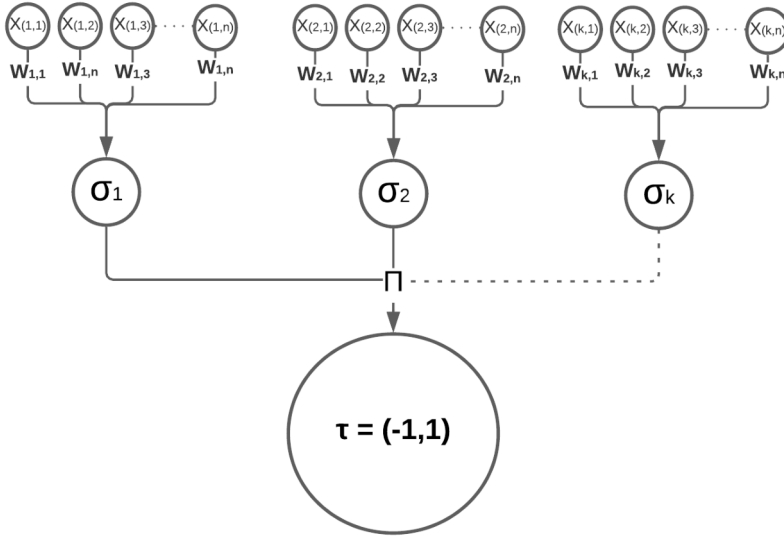 X(1,1) X(1,2) X(1,3) X(1,n) X(2,1) X(2,2) X(2,3) X(2,n) X(k,1) X(k,2) X(k,3) X(k,n)
W1,1 W1,n W1,3 W1,n W2,1 W2,2 W2,3 W2,n Wk,1 Wk,2 Wk,3 Wk,n
σ1 σ2 σk
Π
τ = (-1,1)